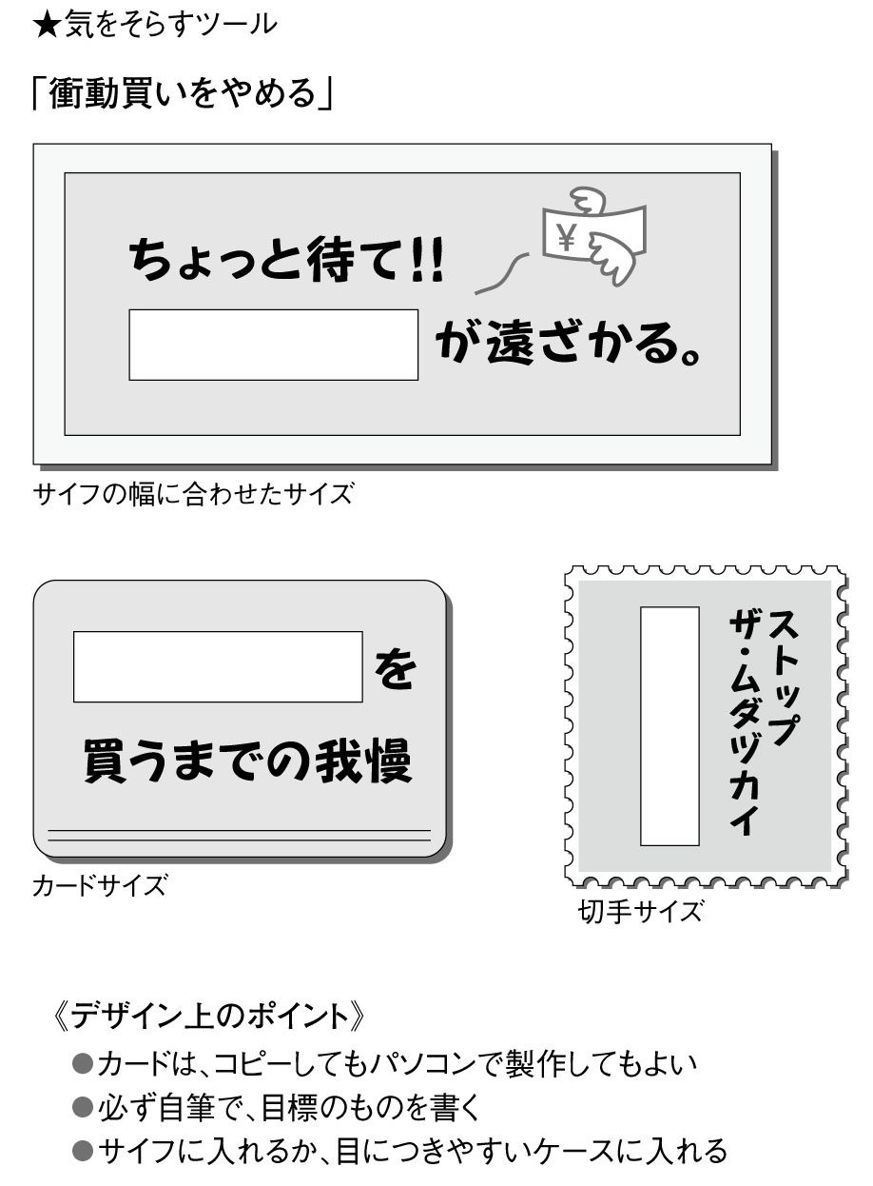 ★気をそらすツール
「衝動買いをやめる」
¥
ちょっと待て!!
が遠ざかる。
サイフの幅に合わせたサイズ
を
買うまでの我慢
カードサイズ
ストップ
ザ・ムダヅカイ
切手サイズ
《デザイン上のポイント》
●カードは、コピーしてもパソコンで製作してもよい
●必ず自筆で、目標のものを書く
●サイフに入れるか、目につきやすいケースに入れる